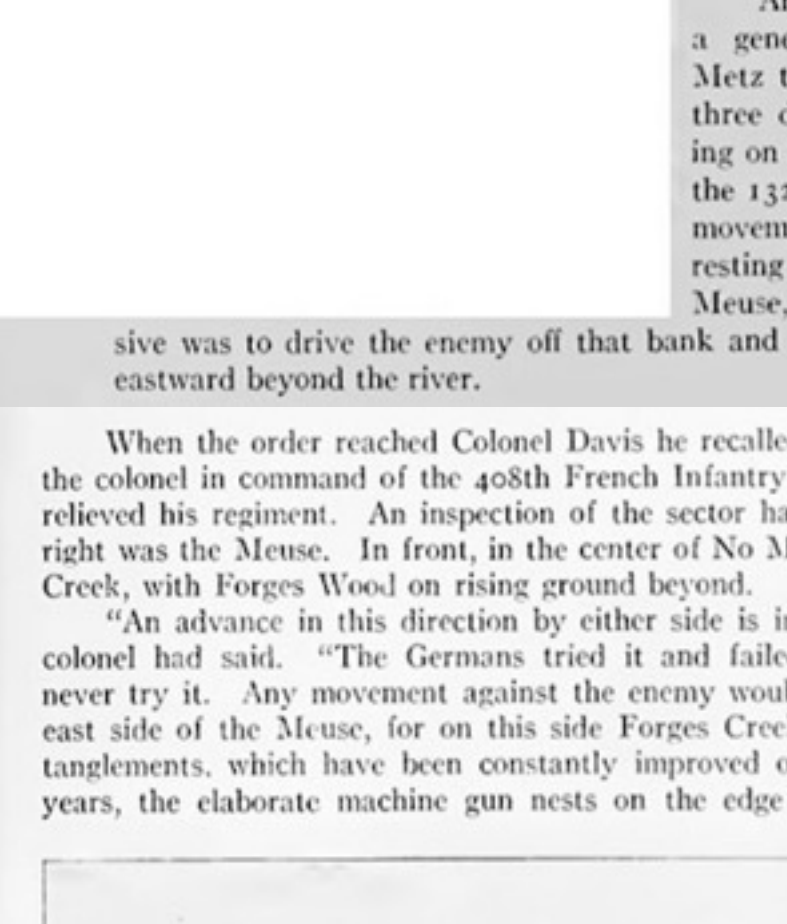 a gene
Metz t
three
ing on
the 132
movem
resting
Meuse,
sive was to drive the enemy off that bank and
eastward beyond the river.
When the order reached Colonel Davis he recalle
the colonel in command of the 408th French Infantry
relieved his regiment. An inspection of the sector ha
right was the Meuse. In front, in the center of No M
Creek, with Forges Wood on rising ground beyond.
“An advance in this direction by either side is i
colonel had said. “The Germans tried it and faile
never try it. Any movement against the enemy woul
east side of the Meuse, for on this side Forges Cree
tanglements. which have been constantly improved
years, the elaborate machine gun nests on the edge